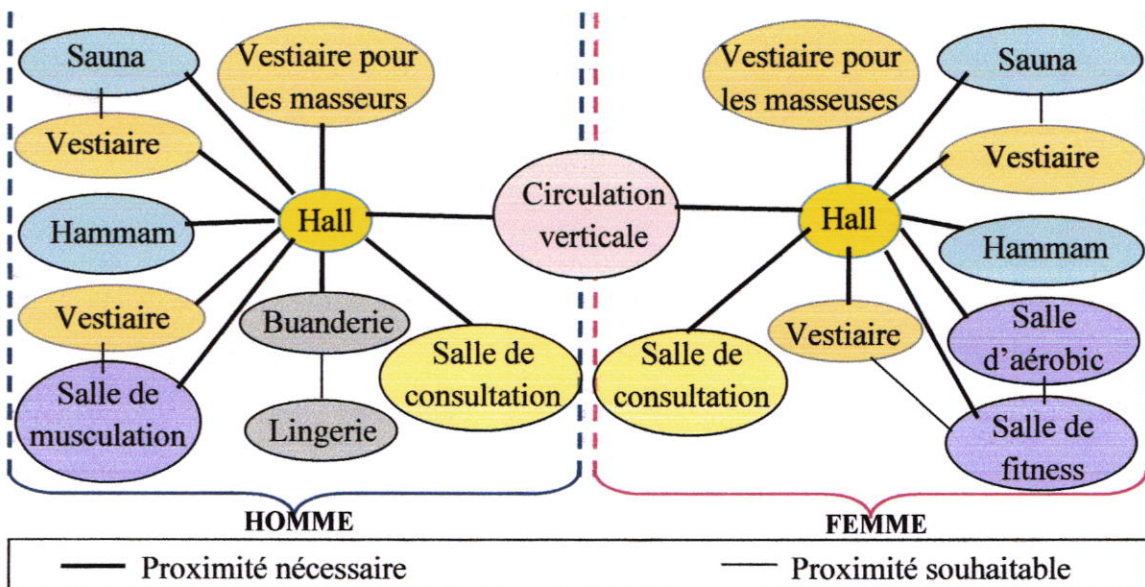 Sauna
Vestiaire pour
les masseurs
Vestiaire
Hammam
Hall
Vestiaire
Buanderie
Salle de
musculation
Lingerie
Salle de
consultation
Circulation
verticale
Vestiaire pour
les masseuses
Sauna
Vestiaire
Hall
Hammam
Vestiaire
Salle de
consultation
Salle
d’aérobic
Salle de
fitness
HOMME
FEMME
Proximité nécessaire
Proximité souhaitable